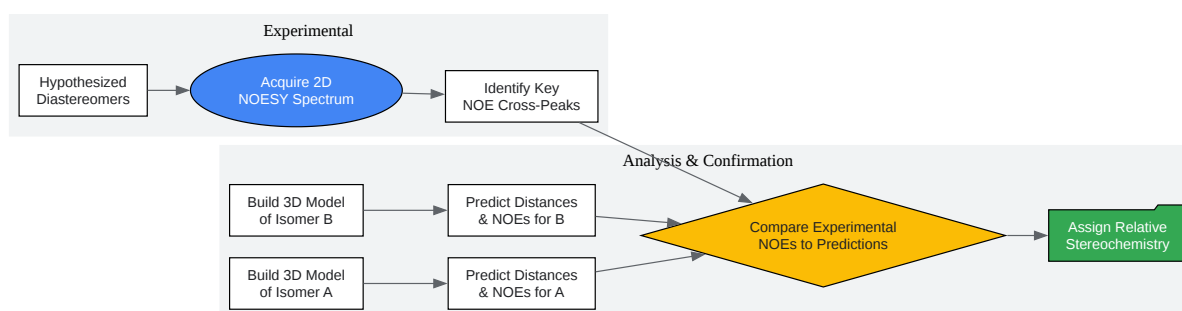 Experimental
Hypothesized
Diastereomers
Acquire 2D
NOESY Spectrum
Identify Key
NOE Cross-Peaks
Analysis & Confirmation
Build 3D Model
of Isomer B
Predict Distances
& NOEs for B
Compare Experimental
NOEs to Predictions
Assign Relative
Stereochemistry
Build 3D Model
of Isomer A
Predict Distances
& NOEs for A